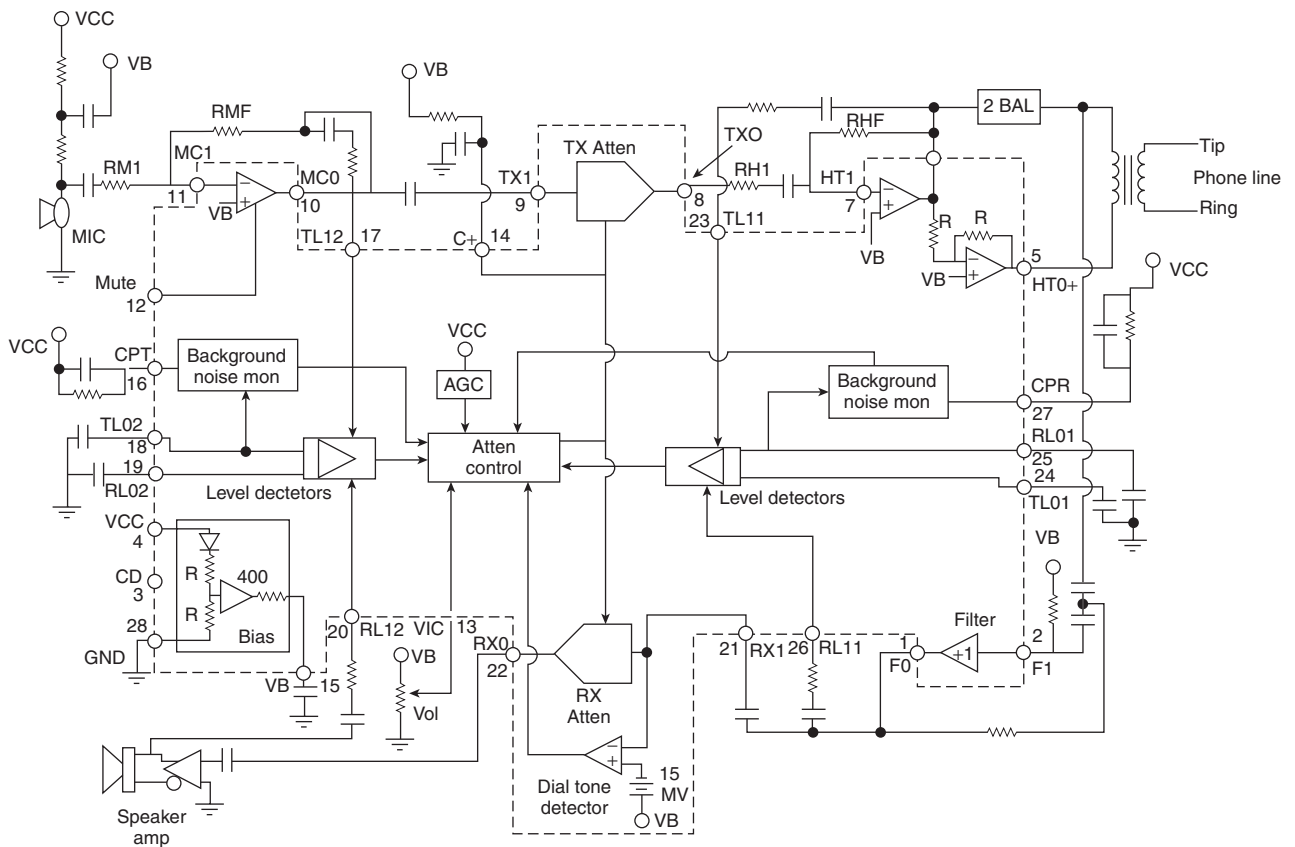 VCC
VB
VB
RMF
MC1
RM1
11
VB
MC0
10
MIC
TL12
17
C+
14
TX1
9
TX Atten
TXO
8
23
TL11
RH1
RHF
HT1
7
VB
2 BAL
R
R
VB
5
HT0+
Tip
Phone line
Ring
VCC
Mute
12
VCC
CPT
16
Background
noise mon
VCC
AGC
Background
noise mon
CPR
27
TL02
18
19
RL02
Level dectetors
Atten
control
Level detectors
RL01
25
24
TL01
VCC
4
CD
3
28
GND
R
R
400
Bias
VB
15
20
RL12
VIC
13
VB
Vol
RX0
22
RX
Atten
21
RX1
26
RL11
1
F0
Filter
+1
2
F1
VB
Dial tone
detector
15
MV
VB
Speaker
amp